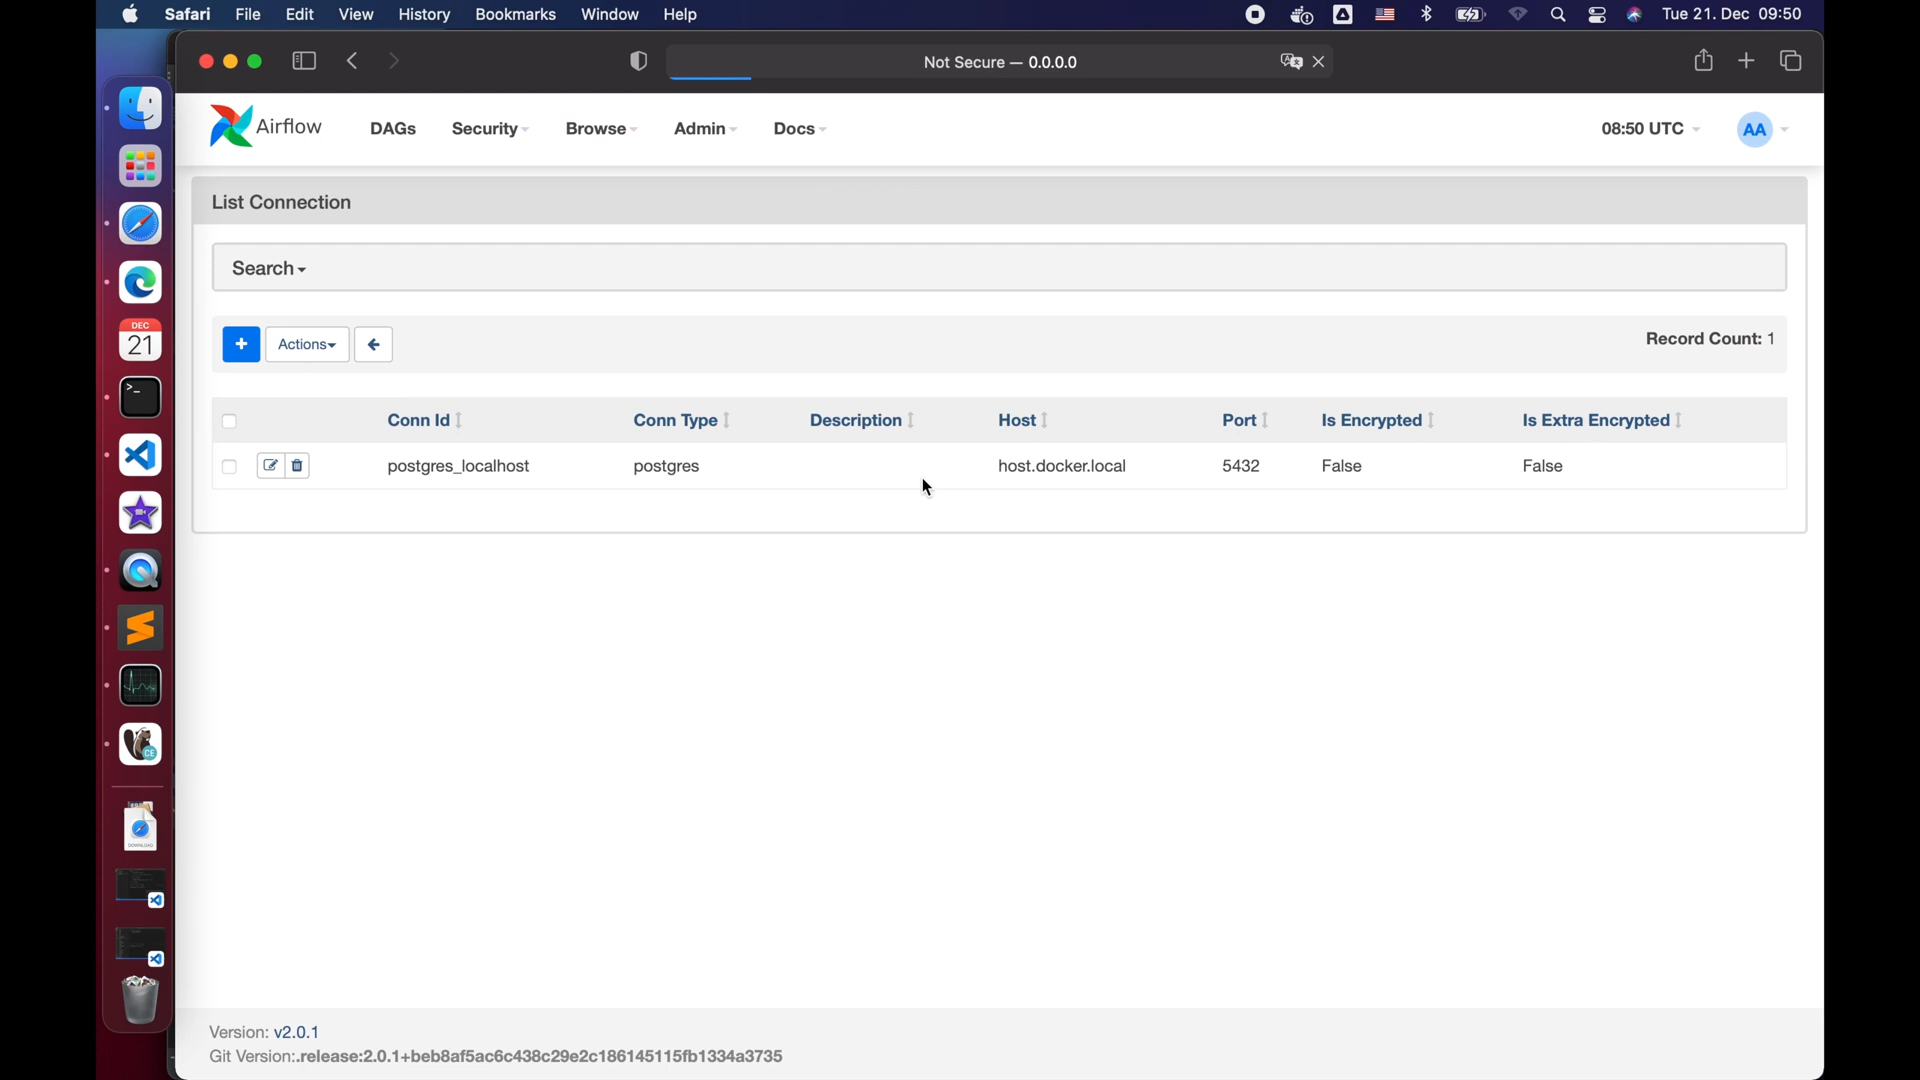 Safari File Edit View History Bookmarks Window Help Tue 21. Dec 09:50
Not Secure — 0.0.0.0
Airflow DAGs Security Browse Admin Docs 08:50 UTC AA
List Connection
Search
+ Actions Record Count: 1
Conn Id Conn Type Description Host Port Is Encrypted Is Extra Encrypted
postgres_localhost postgres host.docker.local 5432 False False
DEC
21
CE
DOWNLOAD
Version: v2.0.1
Git Version:.release:2.0.1+beb8af5ac6c438c29e2c186145115fb1334a3735